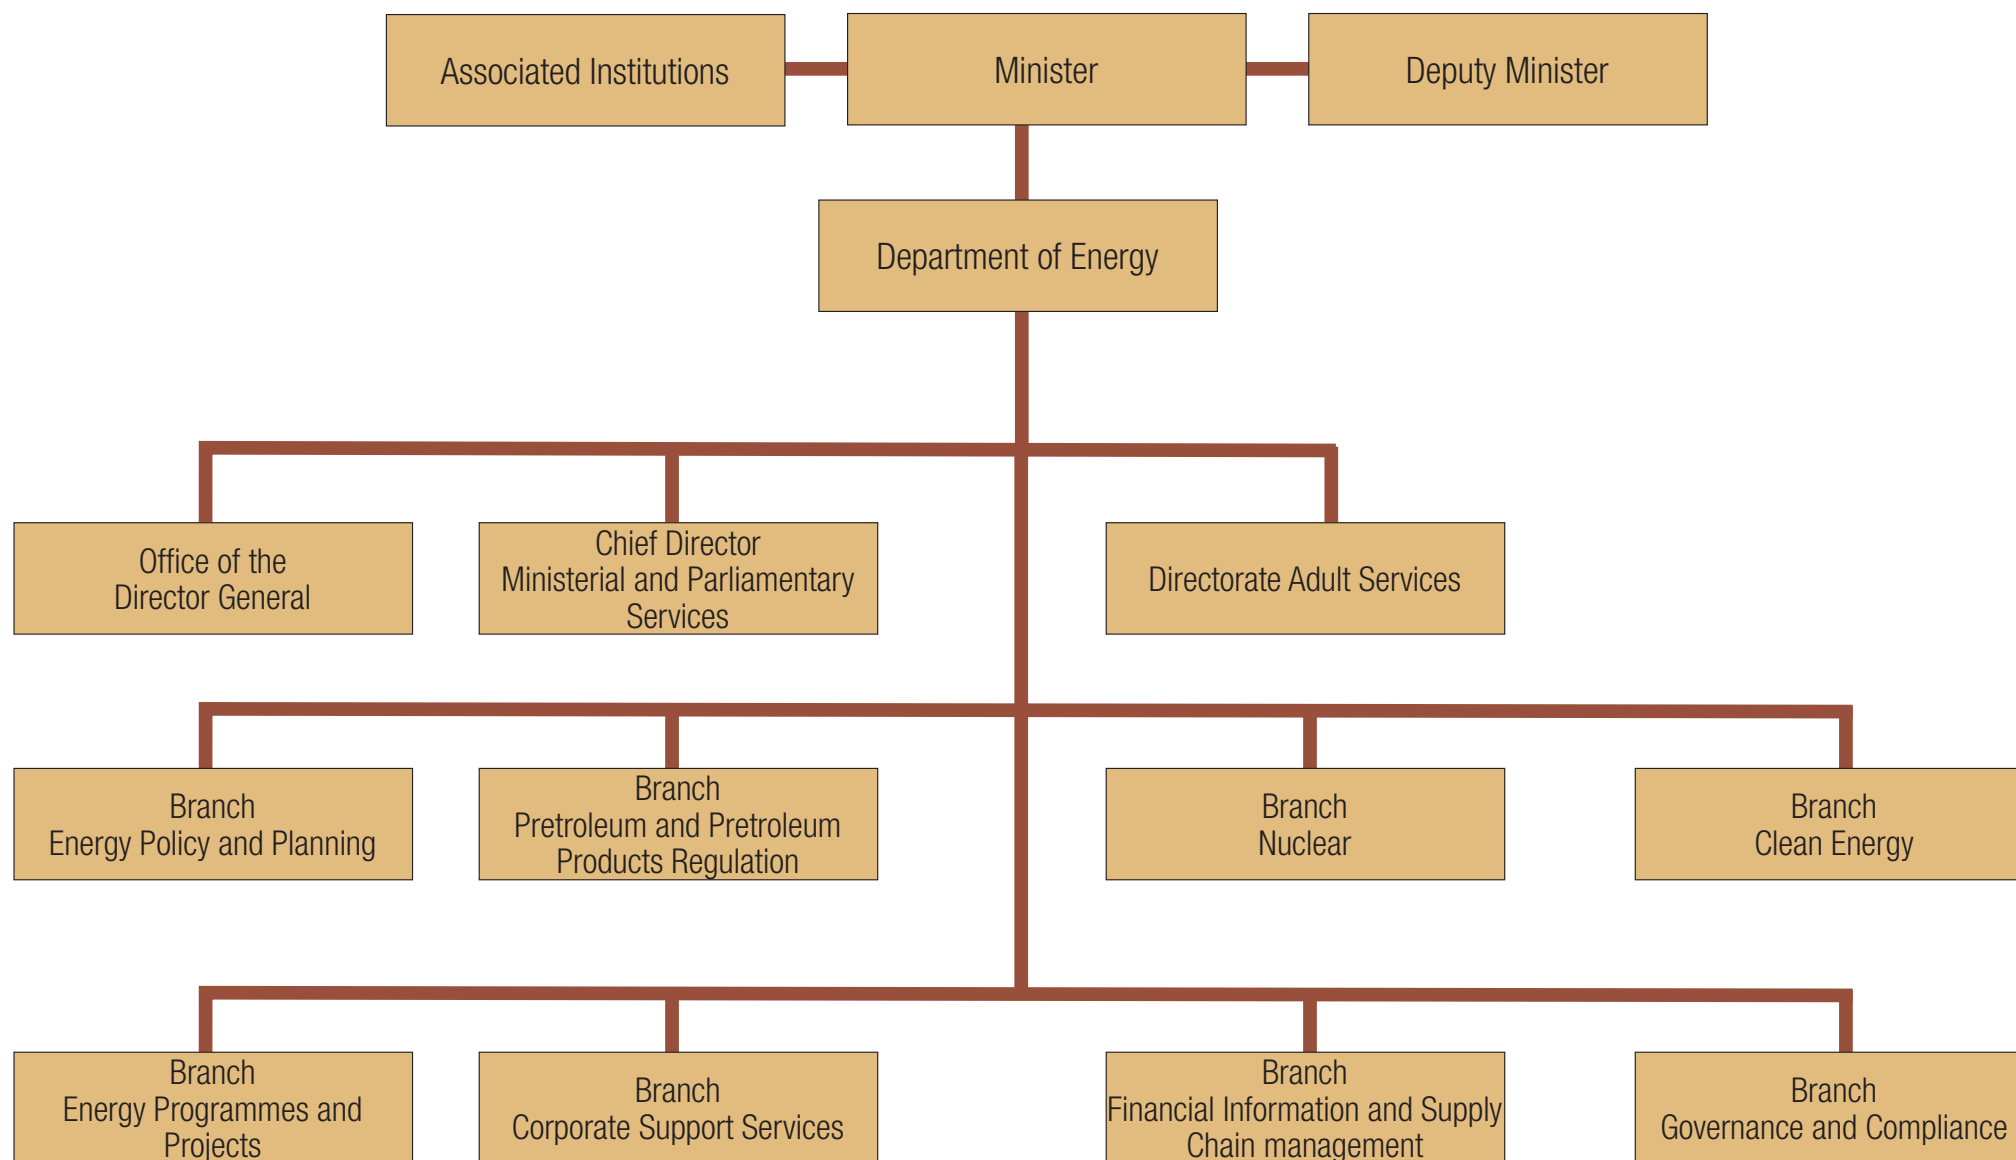 Associated Institutions
Minister
Deputy Minister
Department of Energy
Office of the
Director General
Chief Director
Ministerial and Parliamentary
Services
Directorate Adult Services
Branch
Energy Policy and Planning
Branch
Pretroleum and Pretroleum
Products Regulation
Branch
Nuclear
Branch
Clean Energy
Branch
Energy Programmes and
Projects
Branch
Corporate Support Services
Branch
Financial Information and Supply
Chain management
Branch
Governance and Compliance